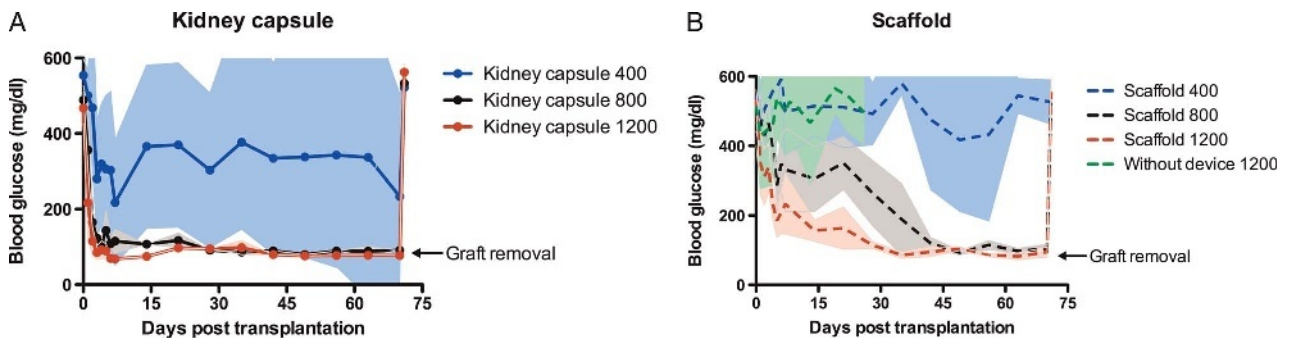 A
Kidney capsule
Blood glucose (mg/dl)
600
400
200
0
0 15 30 45 60 75
Days post transplantation
Kidney capsule 400
Kidney capsule 800
Kidney capsule 1200
Graft removal
B
Scaffold
Blood glucose (mg/dl)
600
400
200
0
0 15 30 45 60 75
Days post transplantation
Scaffold 400
Scaffold 800
Scaffold 1200
Without device 1200
Graft removal